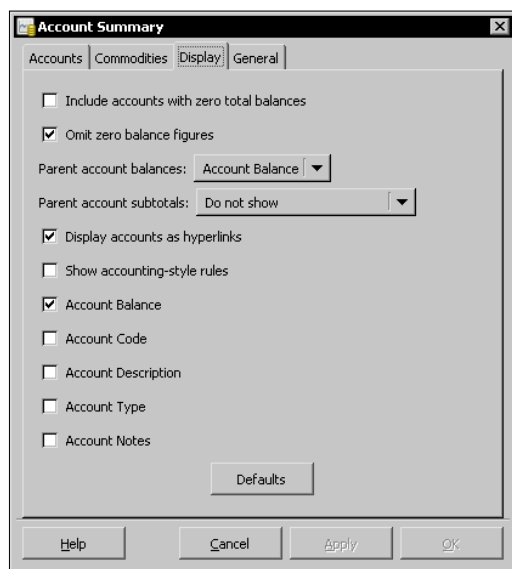 Account Summary
Accounts Commodities Display General
Include accounts with zero total balances
Omit zero balance figures
Parent account balances: Account Balance
Parent account subtotals: Do not show
Display accounts as hyperlinks
Show accounting-style rules
Account Balance
Account Code
Account Description
Account Type
Account Notes
Defaults
Help Cancel Apply OK